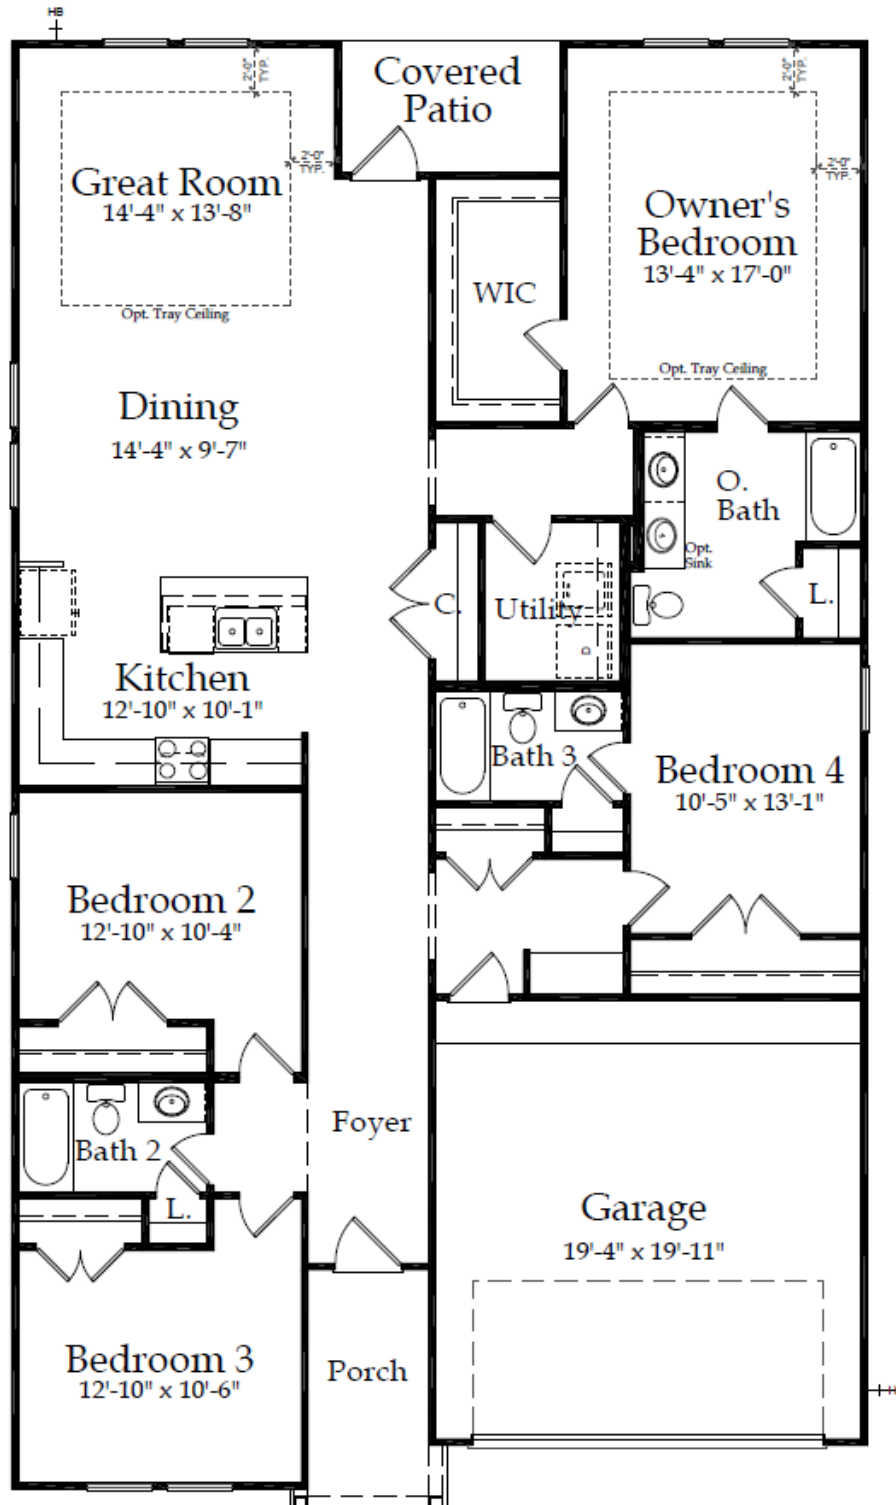 HB
2'-0"
TYP.
Covered
Patio
2'-0"
TYP.
2'-0"
TYP.
2'-0"
TYP.
Great Room
14'-4" x 13'-8"
Owner's
Bedroom
13'-4" x 17'-0"
WIC
Opt. Tray Ceiling
Opt. Tray Ceiling
Dining
14'-4" x 9'-7"
O.
Bath
Opt.
Sink
L.
C.
Utility
D
Kitchen
12'-10" x 10'-1"
Bath 3
Bedroom 4
10'-5" x 13'-1"
Bedroom 2
12'-10" x 10'-4"
Foyer
Bath 2
L.
Garage
19'-4" x 19'-11"
Bedroom 3
12'-10" x 10'-6"
Porch